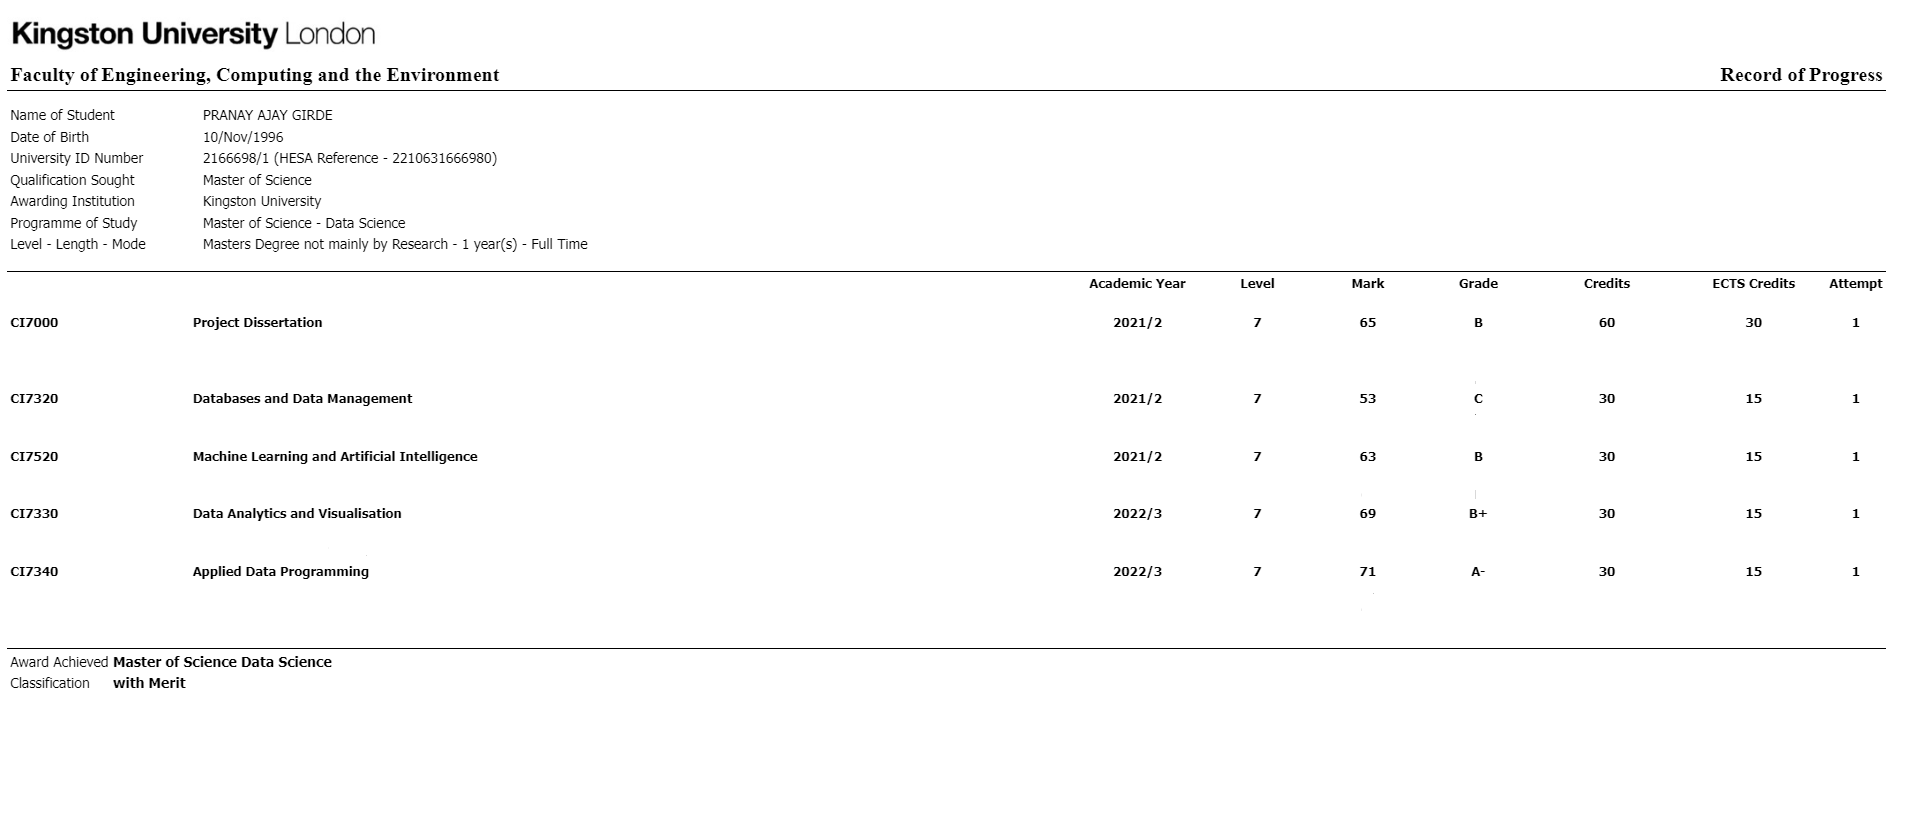 Kingston University London
Faculty of Engineering, Computing and the Environment Record of Progress
Name of Student PRANAY AJAY GIRDE
Date of Birth 10/Nov/1996
University ID Number 2166698/1 (HESA Reference - 2210631666980)
Qualification Sought Master of Science
Awarding Institution Kingston University
Programme of Study Master of Science - Data Science
Level - Length - Mode Masters Degree not mainly by Research - 1 year(s) - Full Time
Academic Year Level Mark Grade Credits ECTS Credits Attempt
CI7000 Project Dissertation 2021/2 7 65 B 60 30 1
CI7320 Databases and Data Management 2021/2 7 53 C 30 15 1
CI7520 Machine Learning and Artificial Intelligence 2021/2 7 63 B 30 15 1
CI7330 Data Analytics and Visualisation 2022/3 7 69 B+ 30 15 1
CI7340 Applied Data Programming 2022/3 7 71 A- 30 15 1
Award Achieved Master of Science Data Science
Classification with Merit